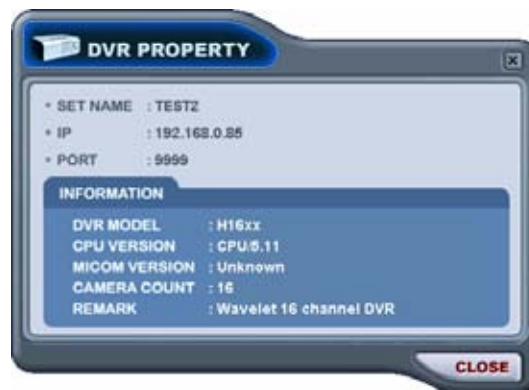 DVR PROPERTY
• SET NAME : TEST2
• IP : 192.168.0.85
• PORT : 9999
INFORMATION
DVR MODEL : H16xx
CPU VERSION : CPU/5.11
MICOM VERSION : Unknown
CAMERA COUNT : 16
REMARK : Wavelet 16 channel DVR
CLOSE